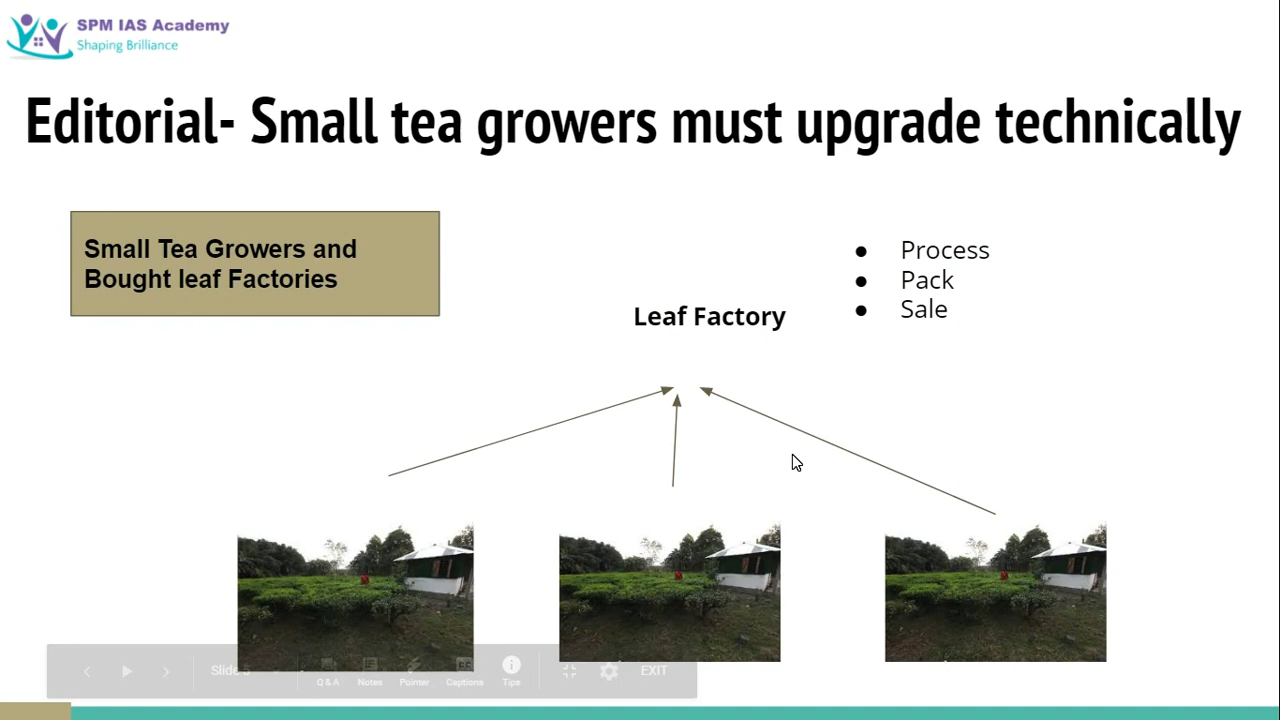 SPM IAS Academy
Shaping Brilliance
Editorial- Small tea growers must upgrade technically
Small Tea Growers and
Bought leaf Factories
● Process
● Pack
● Sale
Leaf Factory
Slide
Q & A
Notes
Pointer
Captions
Tips
EXIT